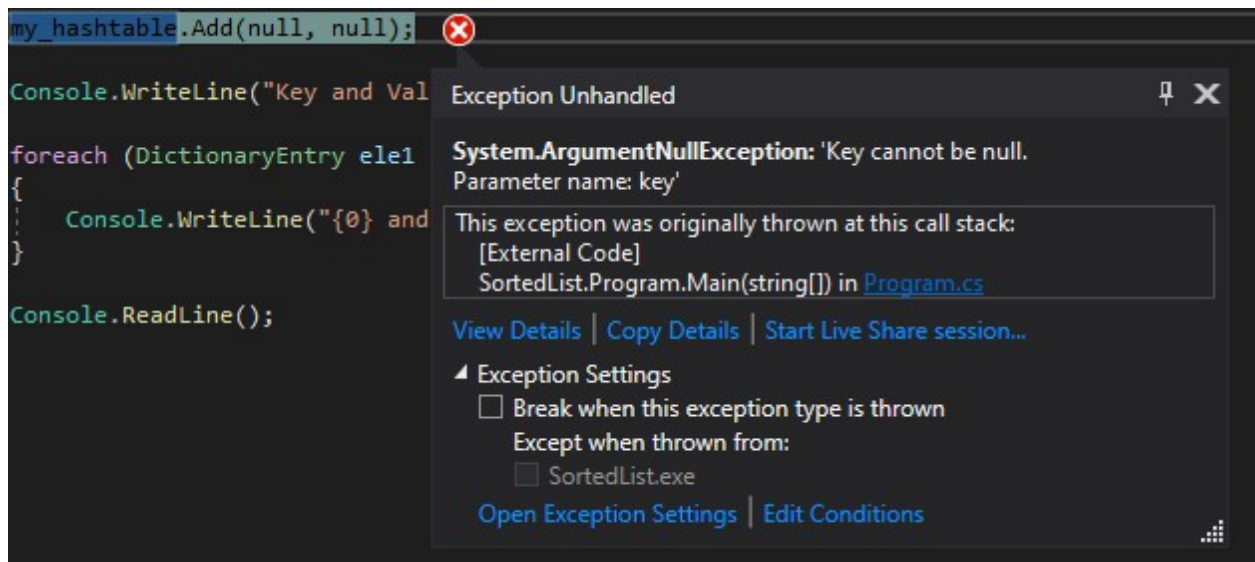 my_hashtable.Add(null, null);
Console.WriteLine("Key and Val
foreach (DictionaryEntry ele1
{
Console.WriteLine("{0} and
}
Console.ReadLine();
Exception Unhandled
System.ArgumentNullException: 'Key cannot be null.
Parameter name: key'
This exception was originally thrown at this call stack:
[External Code]
SortedList.Program.Main(string[]) in Program.cs
View Details | Copy Details | Start Live Share session...
Exception Settings
Break when this exception type is thrown
Except when thrown from:
SortedList.exe
Open Exception Settings | Edit Conditions